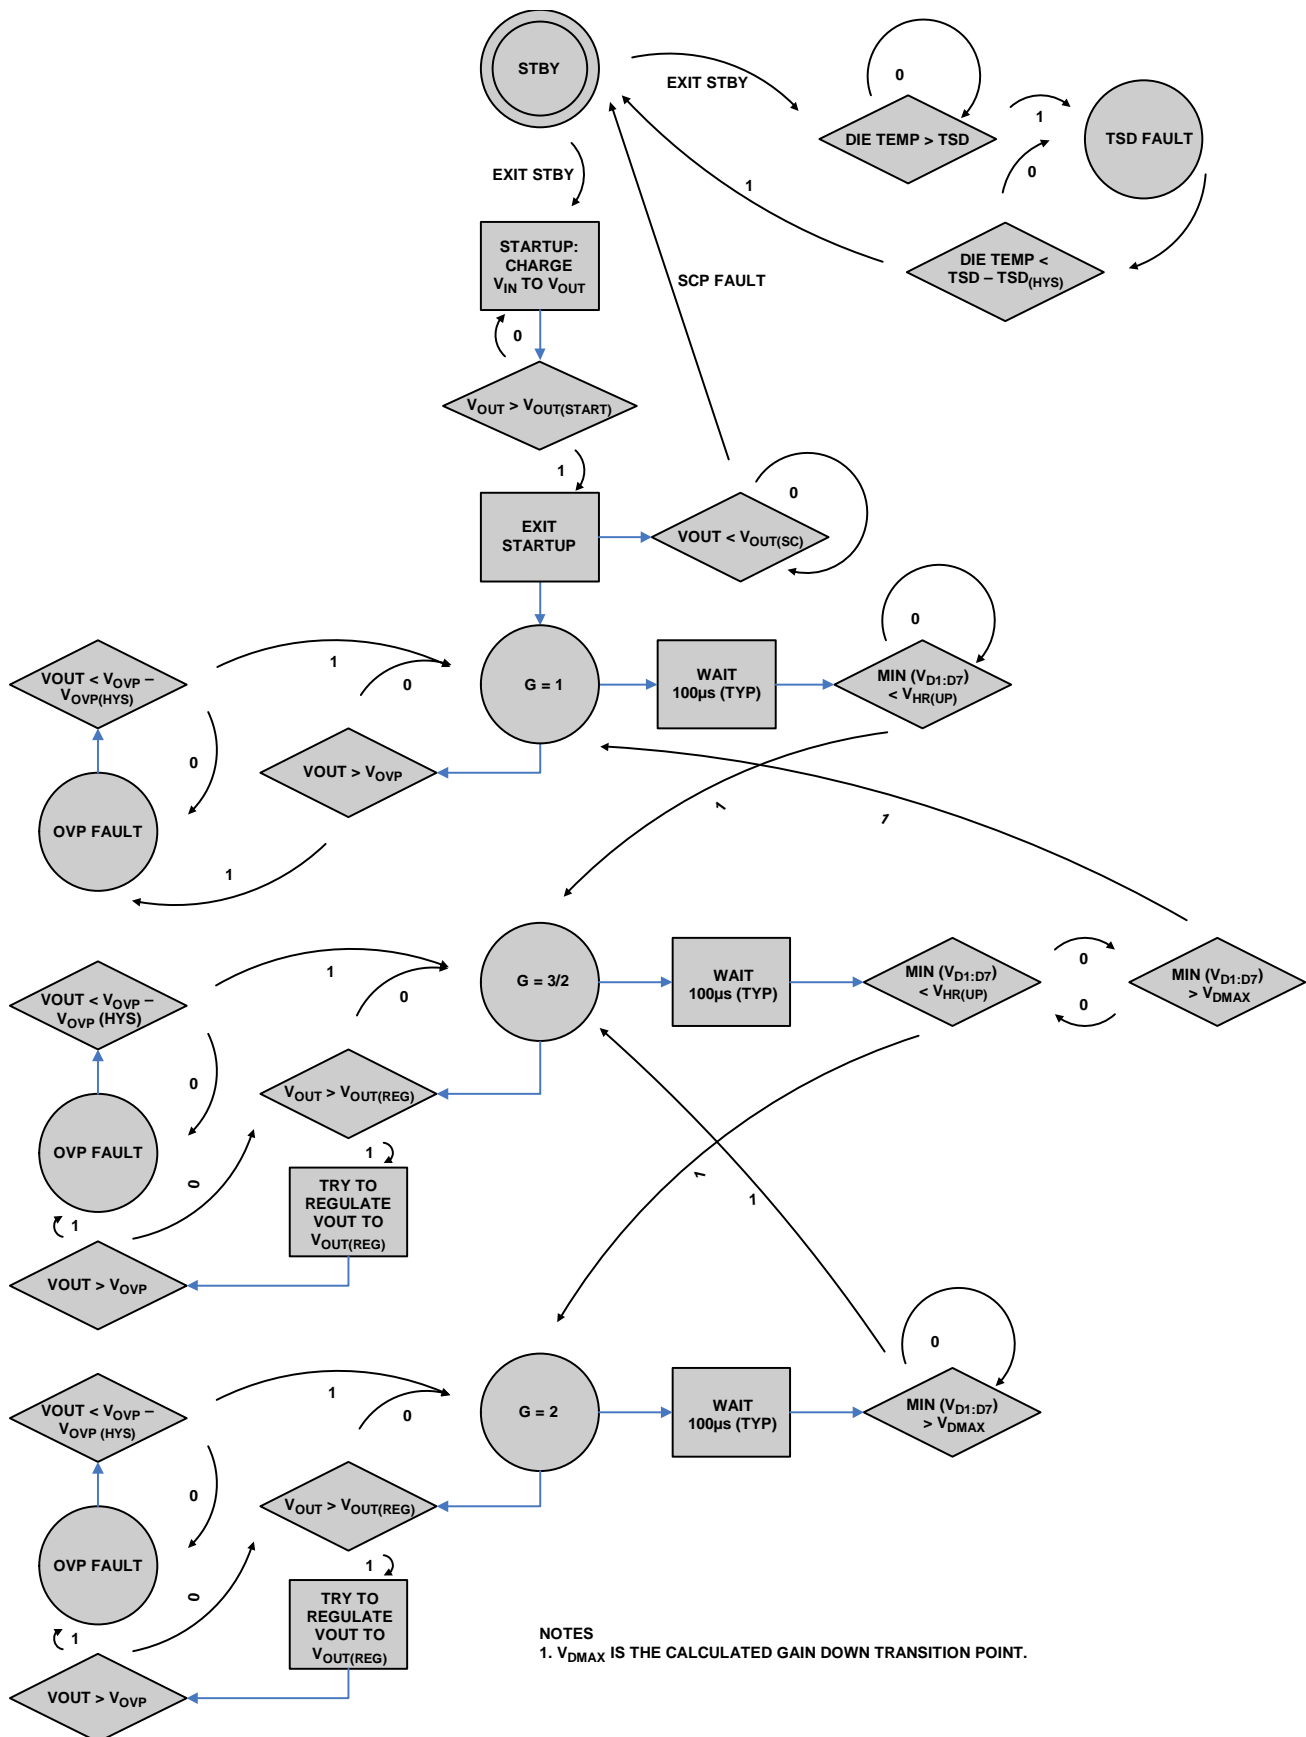 STBY
EXIT STBY
0
DIE TEMP > TSD
1
TSD FAULT
0
EXIT STBY
1
STARTUP:
CHARGE
VIN TO VOUT
DIE TEMP <
TSD – TSD(HYS)
SCP FAULT
0
VOUT > VOUT(START)
1
EXIT
STARTUP
VOUT < VOUT(SC)
0
VOUT < VOVP –
VOVP(HYS)
1
0
G = 1
WAIT
100µs (TYP)
0
MIN (VD1:D7)
< VHR(UP)
0
VOUT > VOVP
OVP FAULT
1
1
1
VOUT < VOVP –
VOVP (HYS)
1
0
G = 3/2
WAIT
100µs (TYP)
MIN (VD1:D7)
< VHR(UP)
0
0
MIN (VD1:D7)
> VDMAX
0
VOUT > VOUT(REG)
OVP FAULT
1
0
1
TRY TO
REGULATE
VOUT TO
VOUT(REG)
VOUT > VOVP
1
1
VOUT < VOVP –
VOVP (HYS)
1
0
G = 2
WAIT
100µs (TYP)
0
MIN (VD1:D7)
> VDMAX
0
VOUT > VOUT(REG)
OVP FAULT
1
0
1
TRY TO
REGULATE
VOUT TO
VOUT(REG)
VOUT > VOVP
NOTES
1. VDMAX IS THE CALCULATED GAIN DOWN TRANSITION POINT.